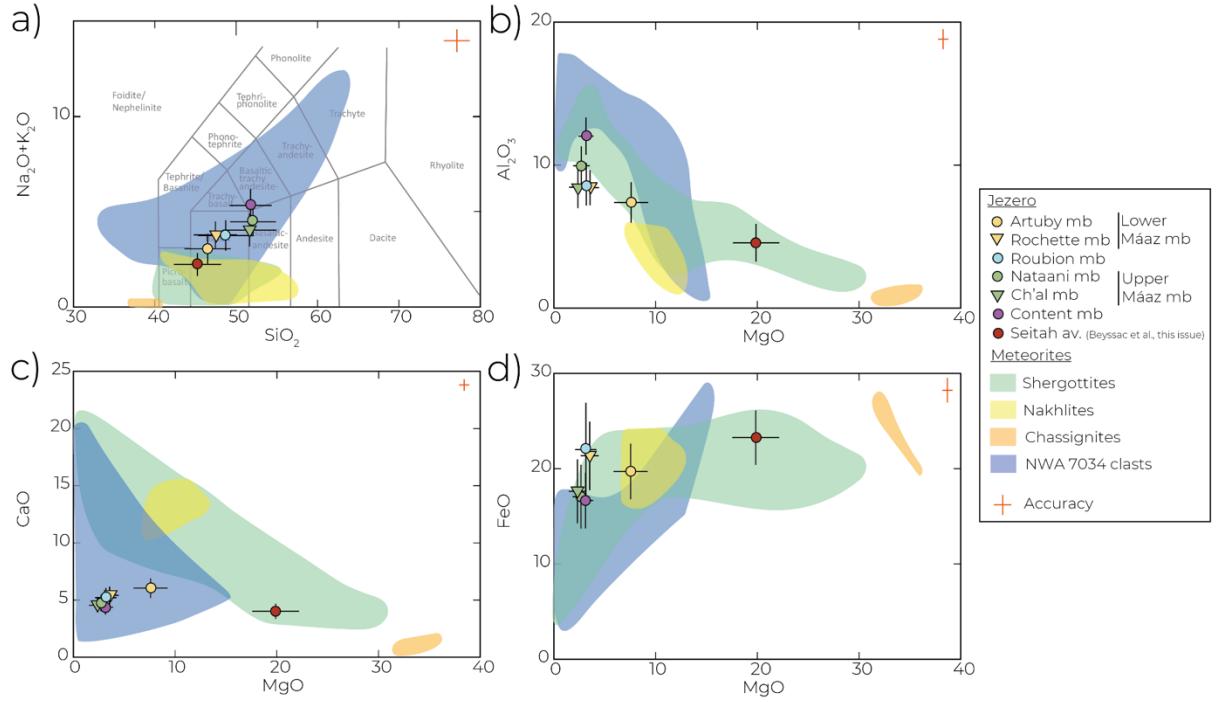 a)
Na2O+K2O
10
0
30
40
50
60
70
80
SiO2
Foidite/
Nephelinite
Phonolite
Tephri-
phonolite
Phono-
tephrite
Tephrite/
Basanite
Trachyte
Trachy-
andesite
Basaltic
trachy
andesite
Trachy-
basalt
Rhyolite
Andesite
Dacite
andesite
Picro-
basalt
b)
Al2O3
20
10
0
0
10
20
30
40
MgO
c)
CaO
25
20
15
10
5
0
0
10
20
30
40
MgO
d)
FeO
30
20
10
0
0
10
20
30
40
MgO
Jezero
Artuby mb
Rochette mb
Lower
Máaz mb
Roubion mb
Nataani mb
Ch'al mb
Upper
Máaz mb
Content mb
Seitah av. (Beyssac et al., this issue)
Meteorites
Shergottites
Nakhlites
Chassignites
NWA 7034 clasts
Accuracy